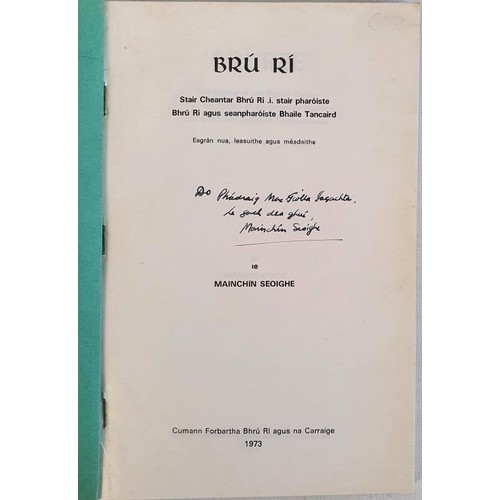 BRÚ RÍ
Stair Cheantar Bhrú Rí .i. stair pharóiste
Bhrú Rí agus seanpharóiste Bhaile Tancaird
Eagrán nua, leasuithe agus méadaithe
Do Phádraig Mac Giolla
le gach dea ghuí,
Mainchín Seoighe
le
MAINCHÍN SEOIGHE
Cumann Forbartha Bhrú Rí agus na Carraige
1973